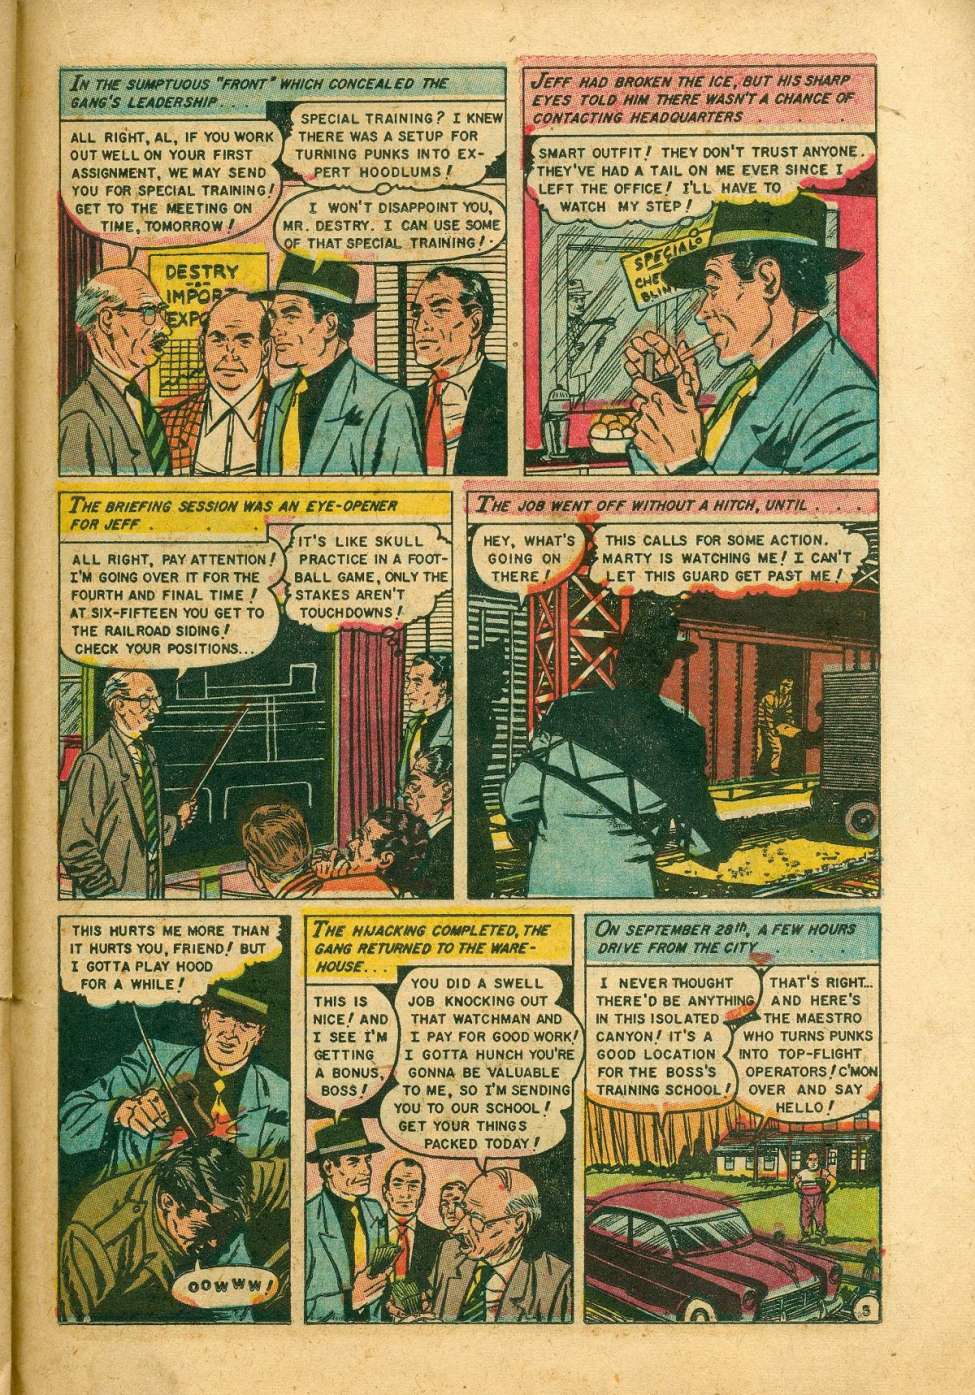 IN THE SUMPTUOUS "FRONT" WHICH CONCEALED THE
GANG'S LEADERSHIP. . .
ALL RIGHT, AL, IF YOU WORK
OUT WELL ON YOUR FIRST
ASSIGNMENT, WE MAY SEND
YOU FOR SPECIAL TRAINING!
GET TO THE MEETING ON
TIME, TOMORROW!
SPECIAL TRAINING? I KNEW
THERE WAS A SETUP FOR
TURNING PUNKS INTO EX-
PERT HOODLUMS!
I WON'T DISAPPOINT YOU,
MR. DESTRY. I CAN USE SOME
OF THAT SPECIAL TRAINING!
DESTRY
IMPORT
EXPO
JEFF HAD BROKEN THE ICE, BUT HIS SHARP
EYES TOLD HIM THERE WASN'T A CHANCE OF
CONTACTING HEADQUARTERS . . . .
SMART OUTFIT! THEY DON'T TRUST ANYONE.
THEY'VE HAD A TAIL ON ME EVER SINCE I
LEFT THE OFFICE! I'LL HAVE TO
WATCH MY STEP!
SPECIAL
CHE
BLIN
THE BRIEFING SESSION WAS AN EYE-OPENER
FOR JEFF . . . .
ALL RIGHT, PAY ATTENTION!
I'M GOING OVER IT FOR THE
FOURTH AND FINAL TIME!
AT SIX-FIFTEEN YOU GET TO
THE RAILROAD SIDING!
CHECK YOUR POSITIONS...
IT'S LIKE SKULL
PRACTICE IN A FOOT-
BALL GAME, ONLY THE
STAKES AREN'T
TOUCHDOWNS!
THE JOB WENT OFF WITHOUT A HITCH, UNTIL . . . .
HEY, WHAT'S
GOING ON
THERE!
THIS CALLS FOR SOME ACTION.
MARTY IS WATCHING ME! I CAN'T
LET THIS GUARD GET PAST ME!
THIS HURTS ME MORE THAN
IT HURTS YOU, FRIEND! BUT
I GOTTA PLAY HOOD
FOR A WHILE!
OOWWW!
THE HIJACKING COMPLETED, THE
GANG RETURNED TO THE WARE-
HOUSE...
THIS IS
NICE! AND
I SEE I'M
GETTING
A BONUS,
BOSS!
YOU DID A SWELL
JOB KNOCKING OUT
THAT WATCHMAN AND
I PAY FOR GOOD WORK!
I GOTTA HUNCH YOU'RE
GONNA BE VALUABLE
TO ME, SO I'M SENDING
YOU TO OUR SCHOOL!
GET YOUR THINGS
PACKED TODAY!
ON SEPTEMBER 28th, A FEW HOURS
DRIVE FROM THE CITY . . . .
I NEVER THOUGHT
THERE'D BE ANYTHING
IN THIS ISOLATED
CANYON! IT'S A
GOOD LOCATION
FOR THE BOSS'S
TRAINING SCHOOL!
THAT'S RIGHT...
AND HERE'S
THE MAESTRO
WHO TURNS PUNKS
INTO TOP-FLIGHT
OPERATORS! C'MON
OVER AND SAY
HELLO!